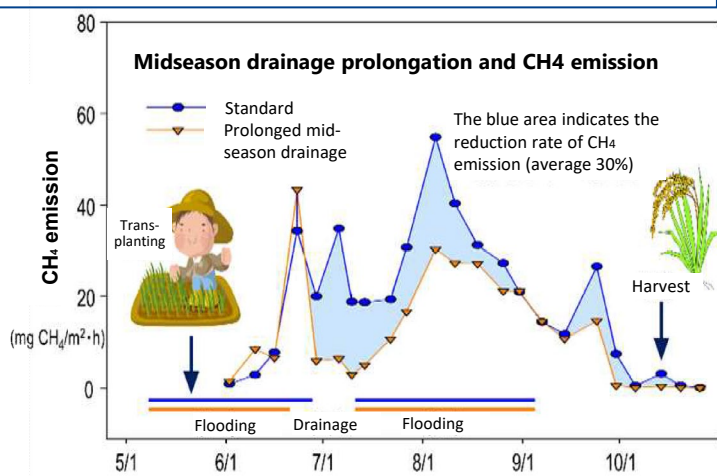 Midseason drainage prolongation and CH4 emission
Standard
Prolonged mid-
season drainage
The blue area indicates the
reduction rate of CH₄
emission (average 30%)
Trans-
planting
Harvest
CH₄ emission
(mg CH₄/m²·h)
80
60
40
20
0
Flooding
Drainage
Flooding
5/1
6/1
7/1
8/1
9/1
10/1